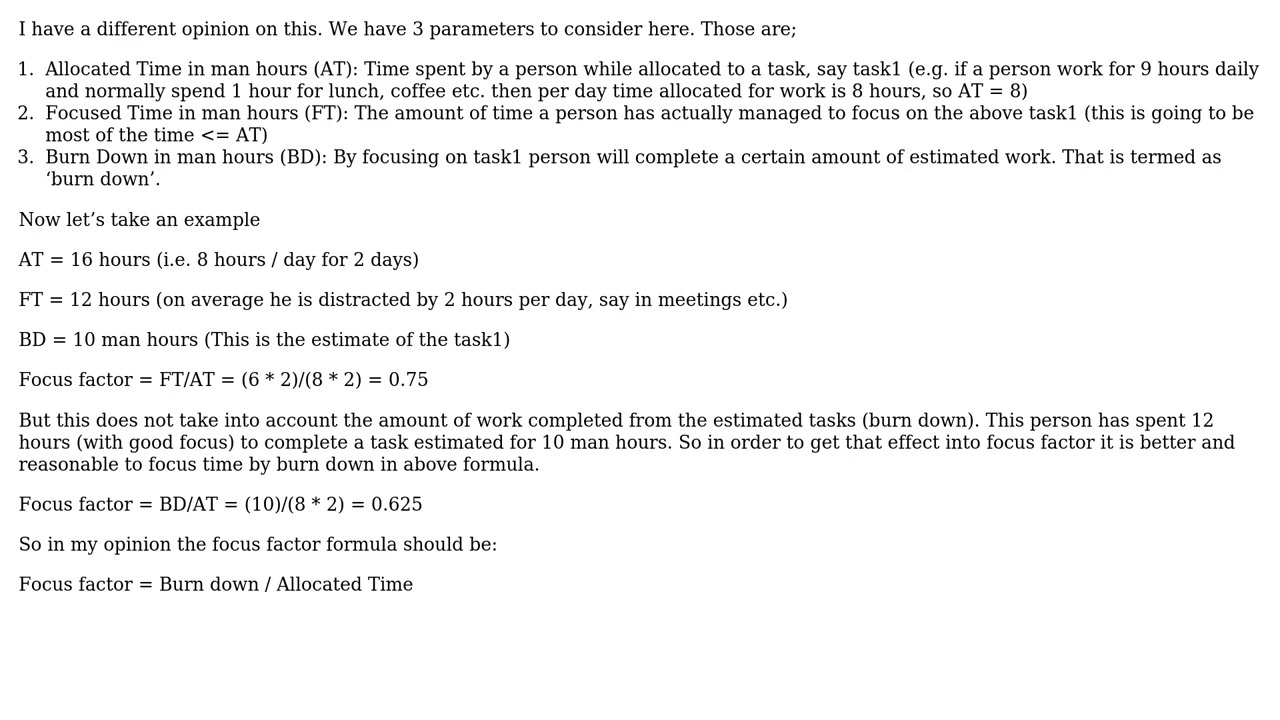 I have a different opinion on this. We have 3 parameters to consider here. Those are;
1. Allocated Time in man hours (AT): Time spent by a person while allocated to a task, say task1 (e.g. if a person work for 9 hours daily
and normally spend 1 hour for lunch, coffee etc. then per day time allocated for work is 8 hours, so AT = 8)
2. Focused Time in man hours (FT): The amount of time a person has actually managed to focus on the above task1 (this is going to be
most of the time <= AT)
3. Burn Down in man hours (BD): By focusing on task1 person will complete a certain amount of estimated work. That is termed as
‘burn down’.
Now let’s take an example
AT = 16 hours (i.e. 8 hours / day for 2 days)
FT = 12 hours (on average he is distracted by 2 hours per day, say in meetings etc.)
BD = 10 man hours (This is the estimate of the task1)
Focus factor = FT/AT = (6 * 2)/(8 * 2) = 0.75
But this does not take into account the amount of work completed from the estimated tasks (burn down). This person has spent 12
hours (with good focus) to complete a task estimated for 10 man hours. So in order to get that effect into focus factor it is better and
reasonable to focus time by burn down in above formula.
Focus factor = BD/AT = (10)/(8 * 2) = 0.625
So in my opinion the focus factor formula should be:
Focus factor = Burn down / Allocated Time